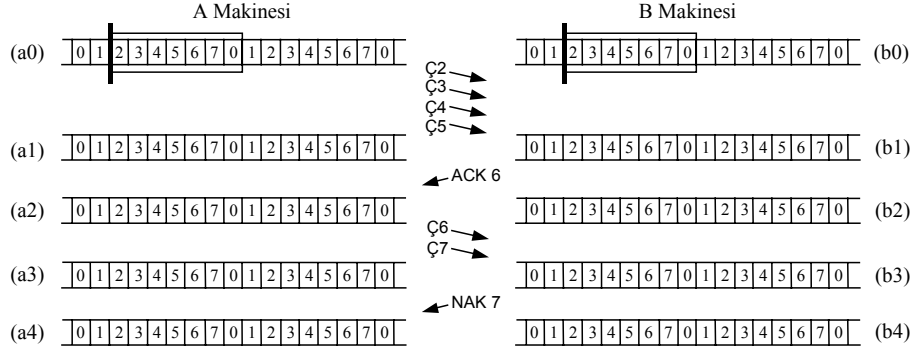 A Makinesi B Makinesi
(a0) 0 1 2 3 4 5 6 7 0 1 2 3 4 5 6 7 0 0 1 2 3 4 5 6 7 0 1 2 3 4 5 6 7 0 (b0)
Ç2
Ç3
Ç4
Ç5
(a1) 0 1 2 3 4 5 6 7 0 1 2 3 4 5 6 7 0 0 1 2 3 4 5 6 7 0 1 2 3 4 5 6 7 0 (b1)
ACK 6
(a2) 0 1 2 3 4 5 6 7 0 1 2 3 4 5 6 7 0 0 1 2 3 4 5 6 7 0 1 2 3 4 5 6 7 0 (b2)
Ç6
Ç7
(a3) 0 1 2 3 4 5 6 7 0 1 2 3 4 5 6 7 0 0 1 2 3 4 5 6 7 0 1 2 3 4 5 6 7 0 (b3)
NAK 7
(a4) 0 1 2 3 4 5 6 7 0 1 2 3 4 5 6 7 0 0 1 2 3 4 5 6 7 0 1 2 3 4 5 6 7 0 (b4)